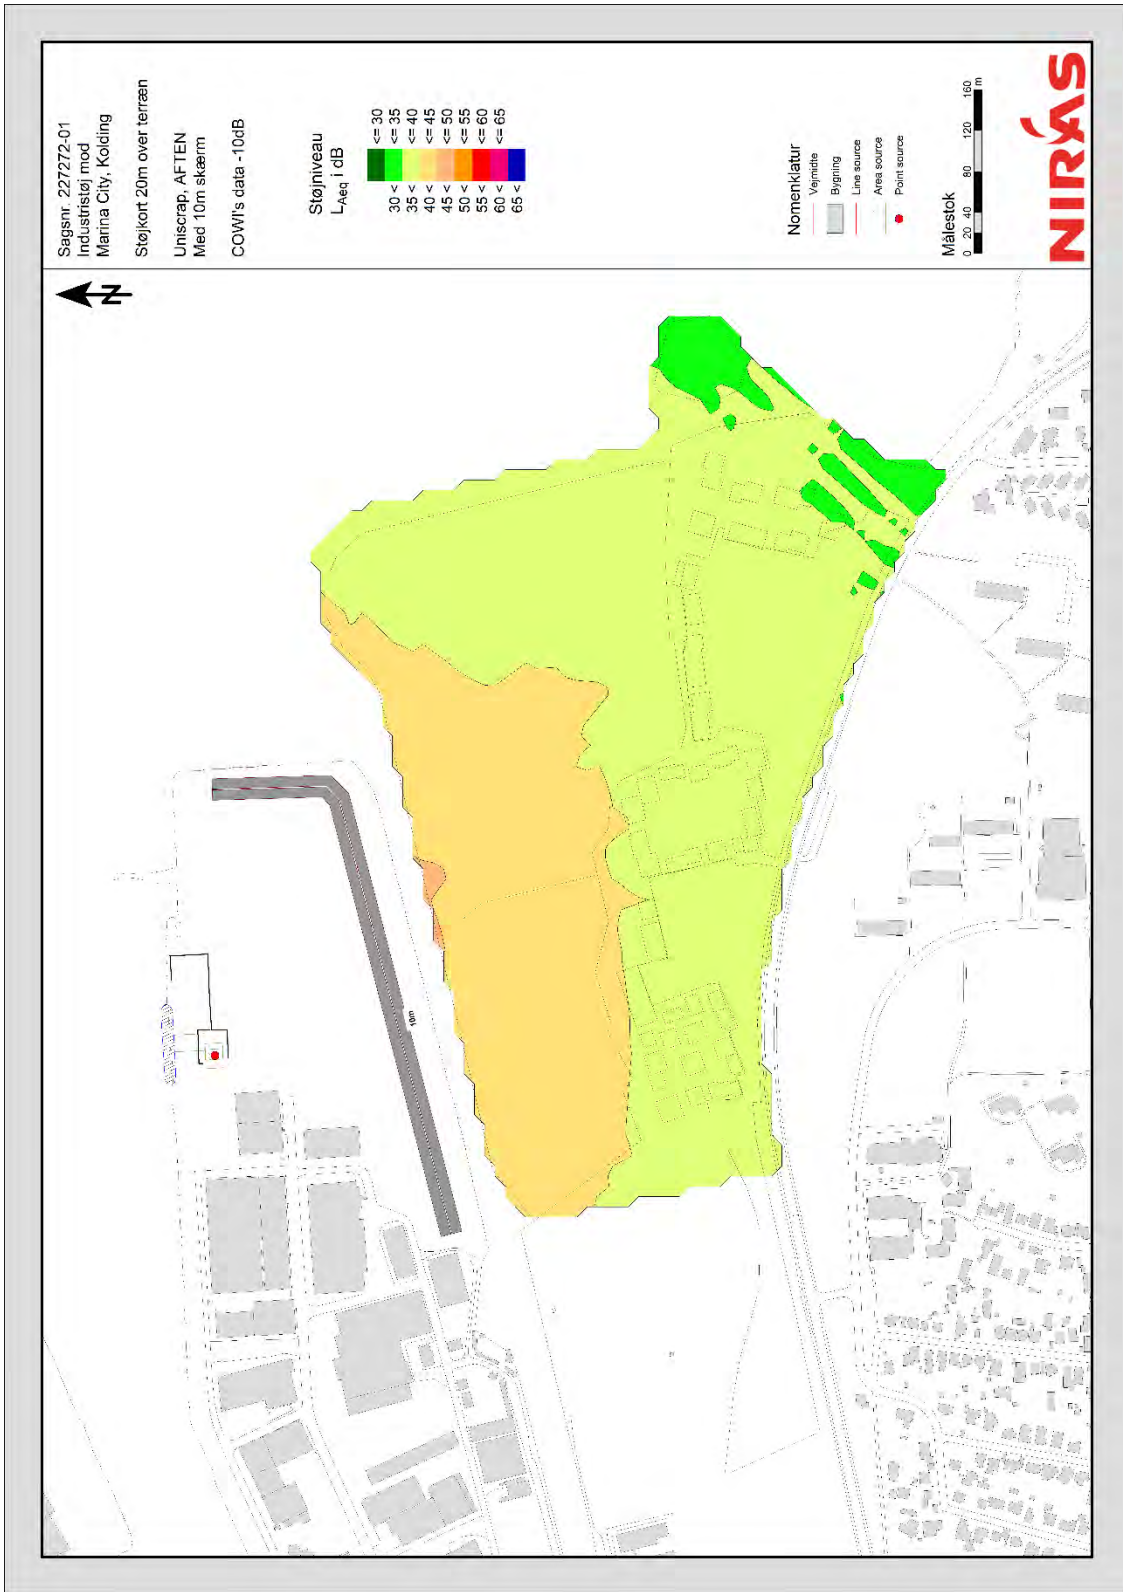 Sagsnr. 227272-01
Industristøj mod
Marina City, Kolding
Støjkort 20m over terræn
Uniscrap, AFTEN
Med 10m skærm
COWI's data -10dB
Støjniveau
LAeq i dB
<= 30
30 < <= 35
35 < <= 40
40 < <= 45
45 < <= 50
50 < <= 55
55 < <= 60
60 < <= 65
65 <
Nomenklatur
Vejmidte
Bygning
Line source
Area source
Point source
Målestok
0 20 40 80 120 160
m
NIRAS
N
10m